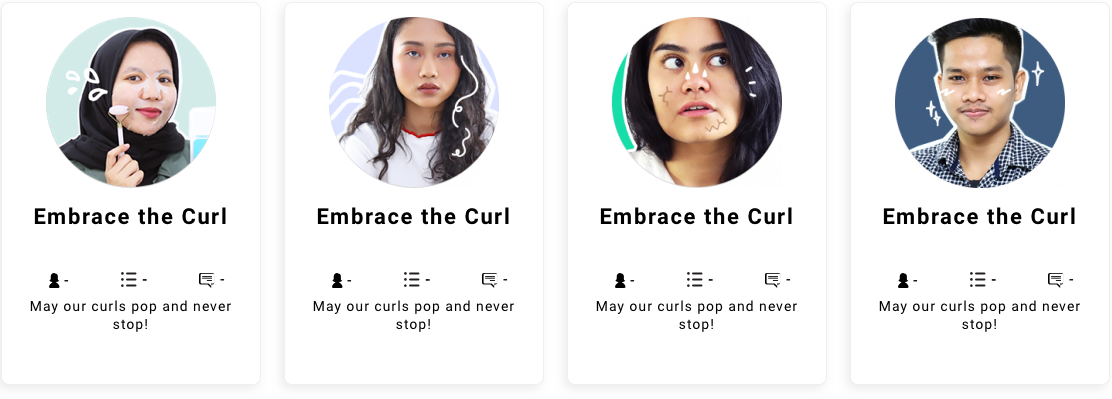 Embrace the Curl
- - -
May our curls pop and never
stop!
Embrace the Curl
- - -
May our curls pop and never
stop!
Embrace the Curl
- - -
May our curls pop and never
stop!
Embrace the Curl
- - -
May our curls pop and never
stop!